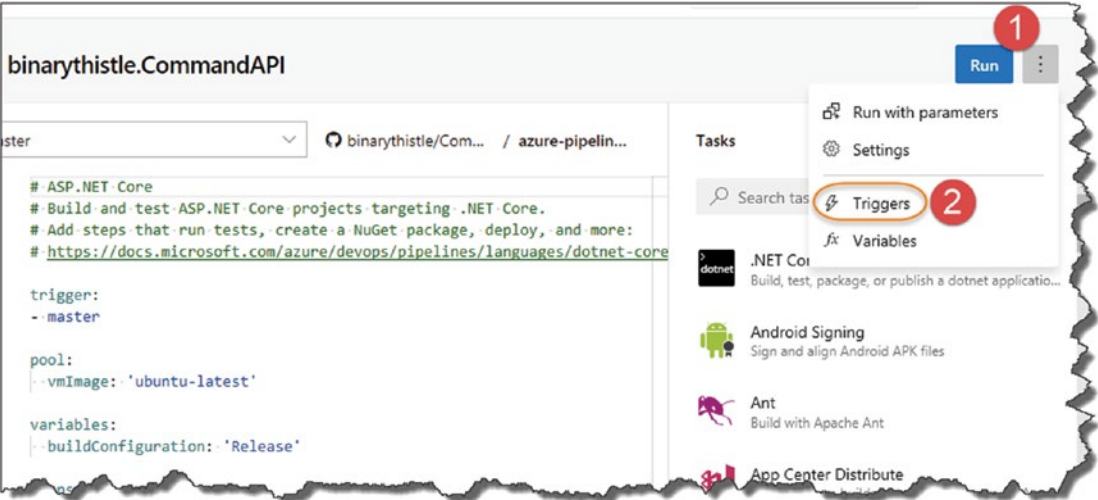 1
binarythistle.CommandAPI
Run
aster
binarythistle/Com... / azure-pipelin...
# ASP.NET Core
# Build and test ASP.NET Core projects targeting .NET Core.
# Add steps that run tests, create a NuGet package, deploy, and more:
# https://docs.microsoft.com/azure/devops/pipelines/languages/dotnet-core
trigger:
- master
pool:
vmImage: 'ubuntu-latest'
variables:
buildConfiguration: 'Release'
Tasks
Search tas
Run with parameters
Settings
Triggers
2
fx Variables
dotnet
.NET Cor
Build, test, package, or publish a dotnet applicatio...
Android Signing
Sign and align Android APK files
Ant
Build with Apache Ant
App Center Distribute